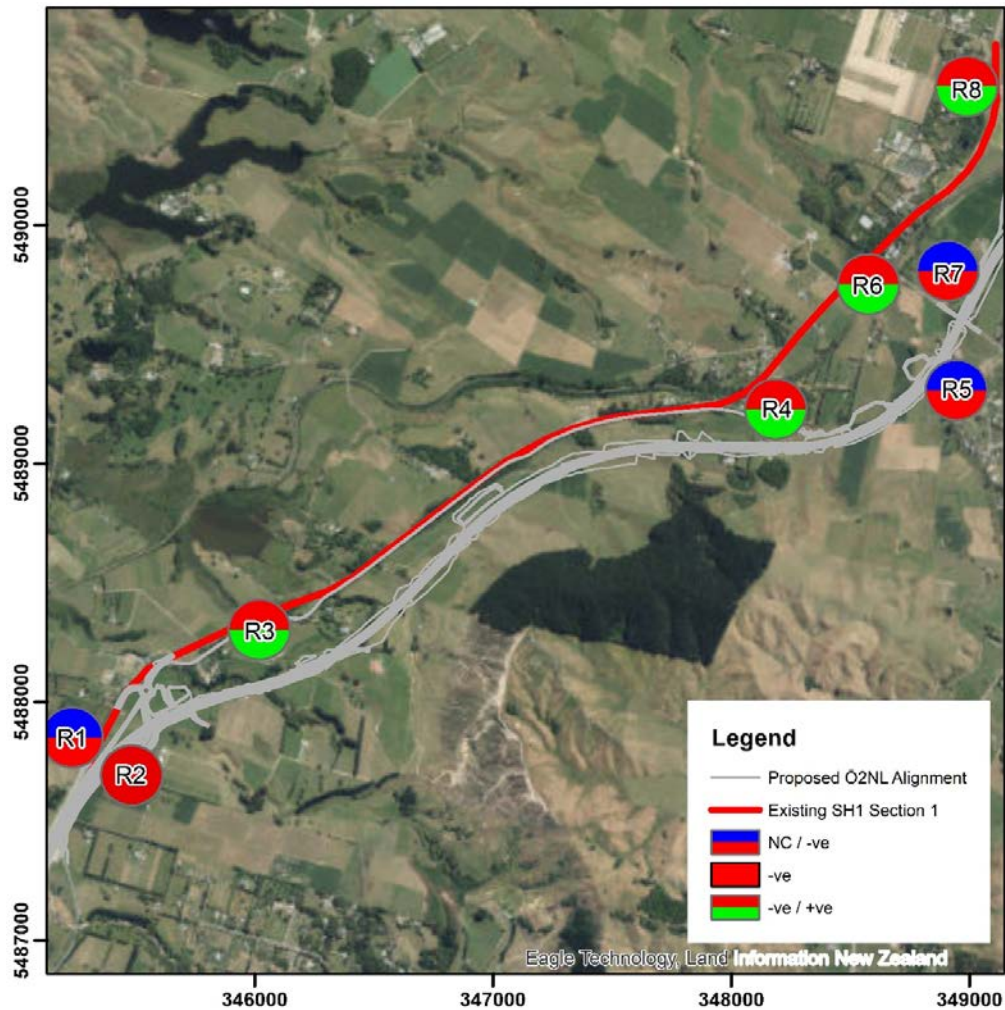 R8
5490000
R7
R6
R5
R4
5489000
R3
5488000
R1
R2
5487000
Legend
Proposed Ō2NL Alignment
Existing SH1 Section 1
NC / -ve
-ve
-ve / +ve
Eagle Technology, Land Information New Zealand
346000 347000 348000 349000